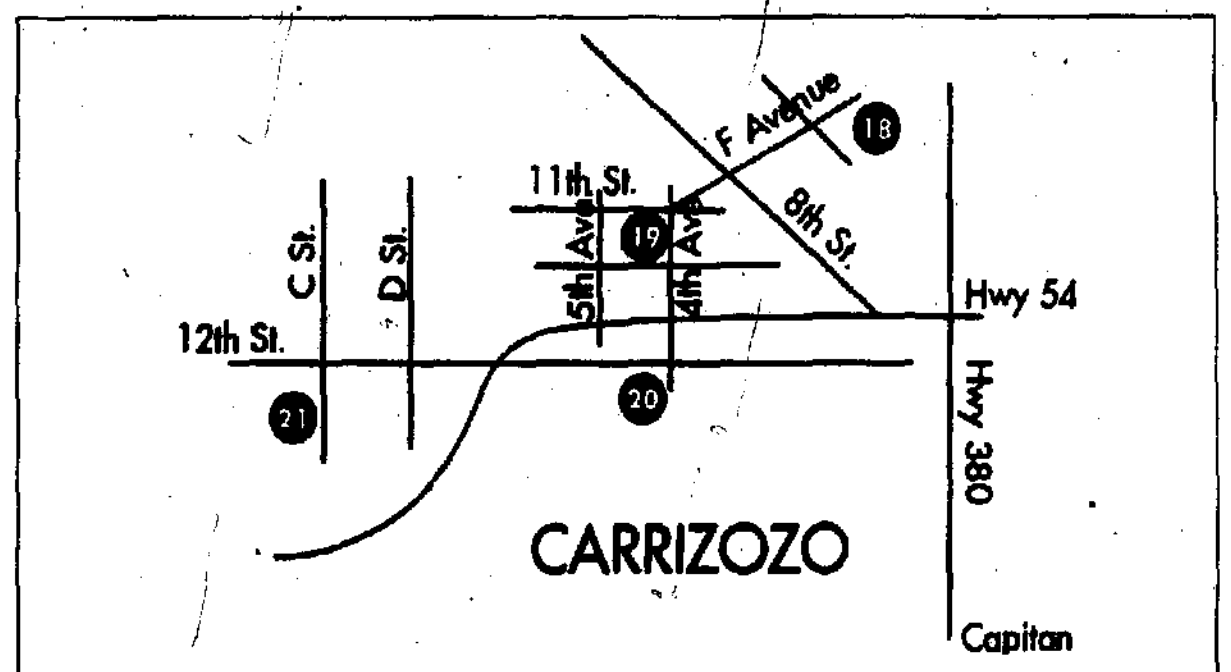 F Avenue
18
11th St.
8th St.
19
5th Ave
4th Ave
C St.
D St.
Hwy 54
12th St.
20
21
Hwy 380
CARRIZOZO
Capitan